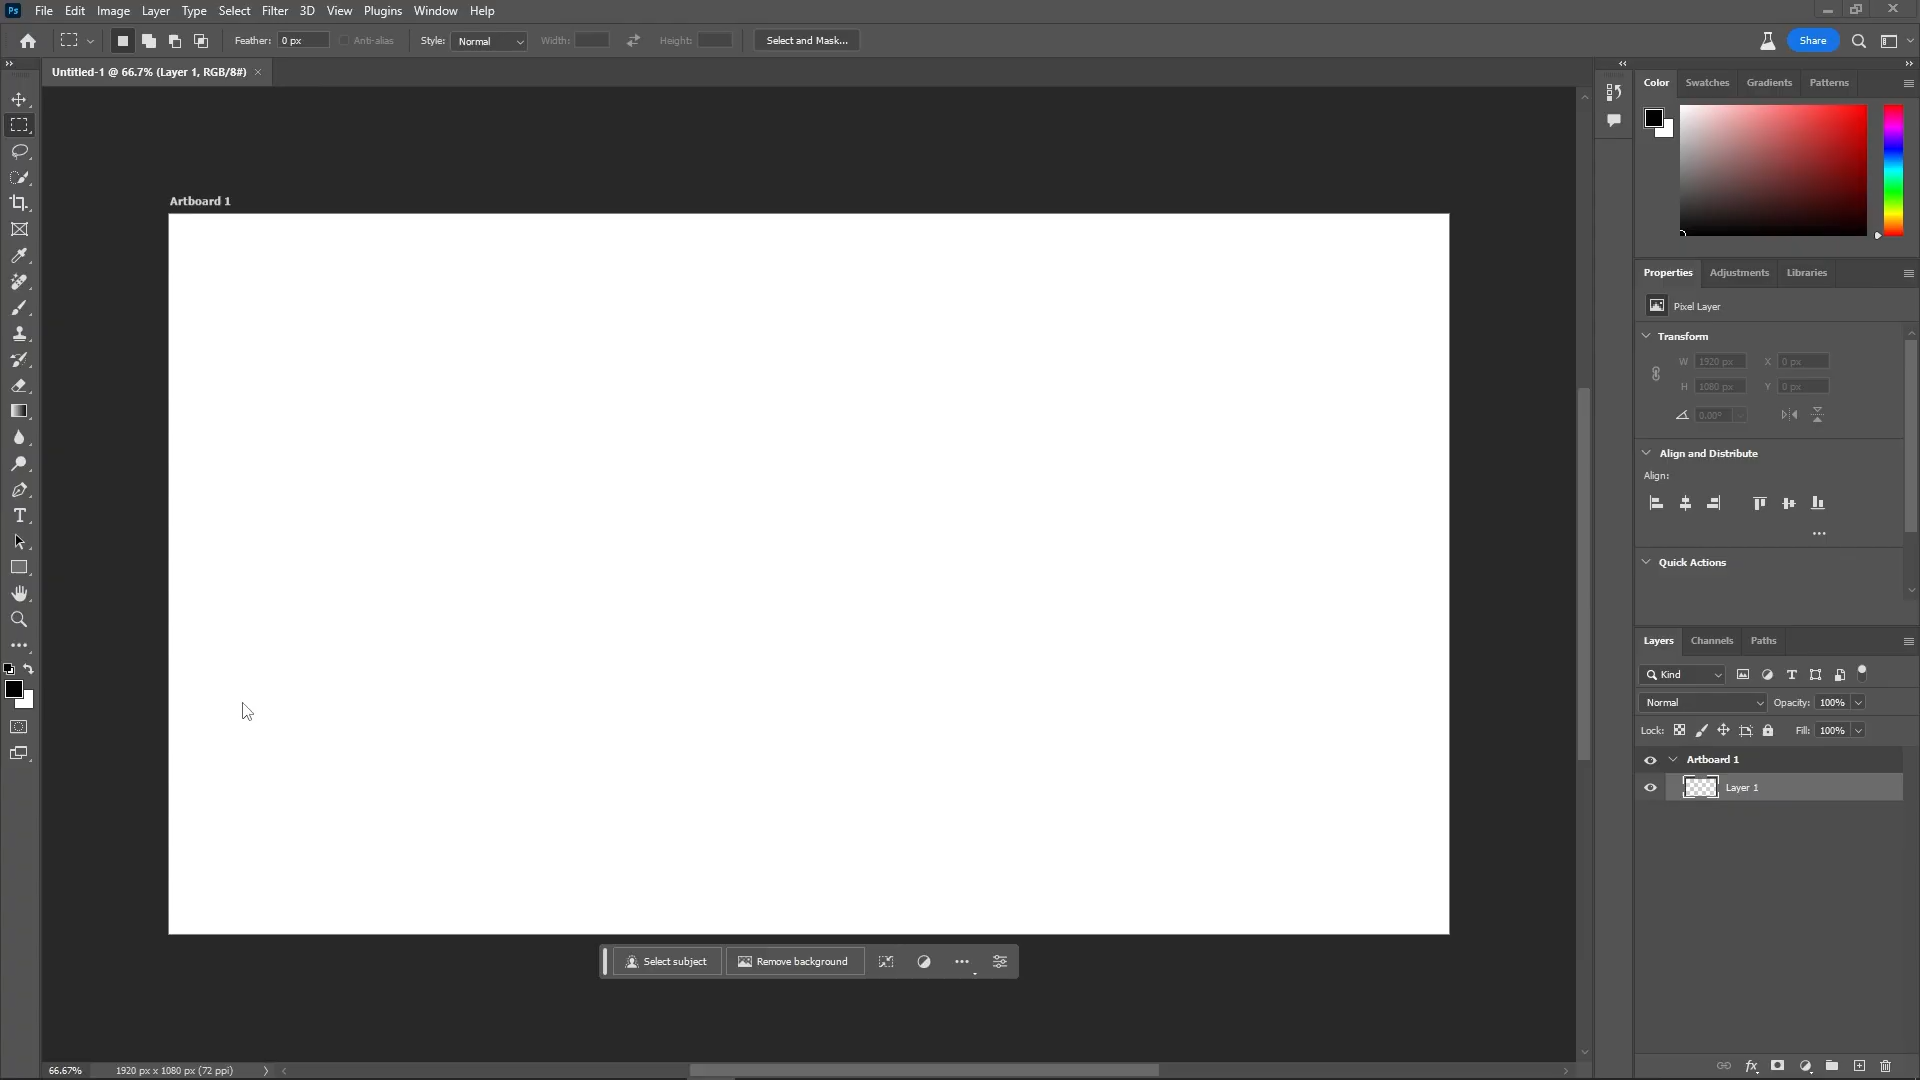 Ps File Edit Image Layer Type Select Filter 3D View Plugins Window Help
Feather: 0 px Anti-alias Style: Normal Width: Height: Select and Mask... Share
Untitled-1 @ 66.7% (Layer 1, RGB/8#)
Color Swatches Gradients Patterns
Artboard 1
Properties Adjustments Libraries
Pixel Layer
Transform
W 1920 px X 0 px
H 1080 px Y 0 px
0.00°
Align and Distribute
Align:
Quick Actions
Layers Channels Paths
Kind
Normal Opacity: 100%
Lock: Fill: 100%
Artboard 1
Layer 1
Select subject Remove background
66.67% 1920 px x 1080 px (72 ppi)